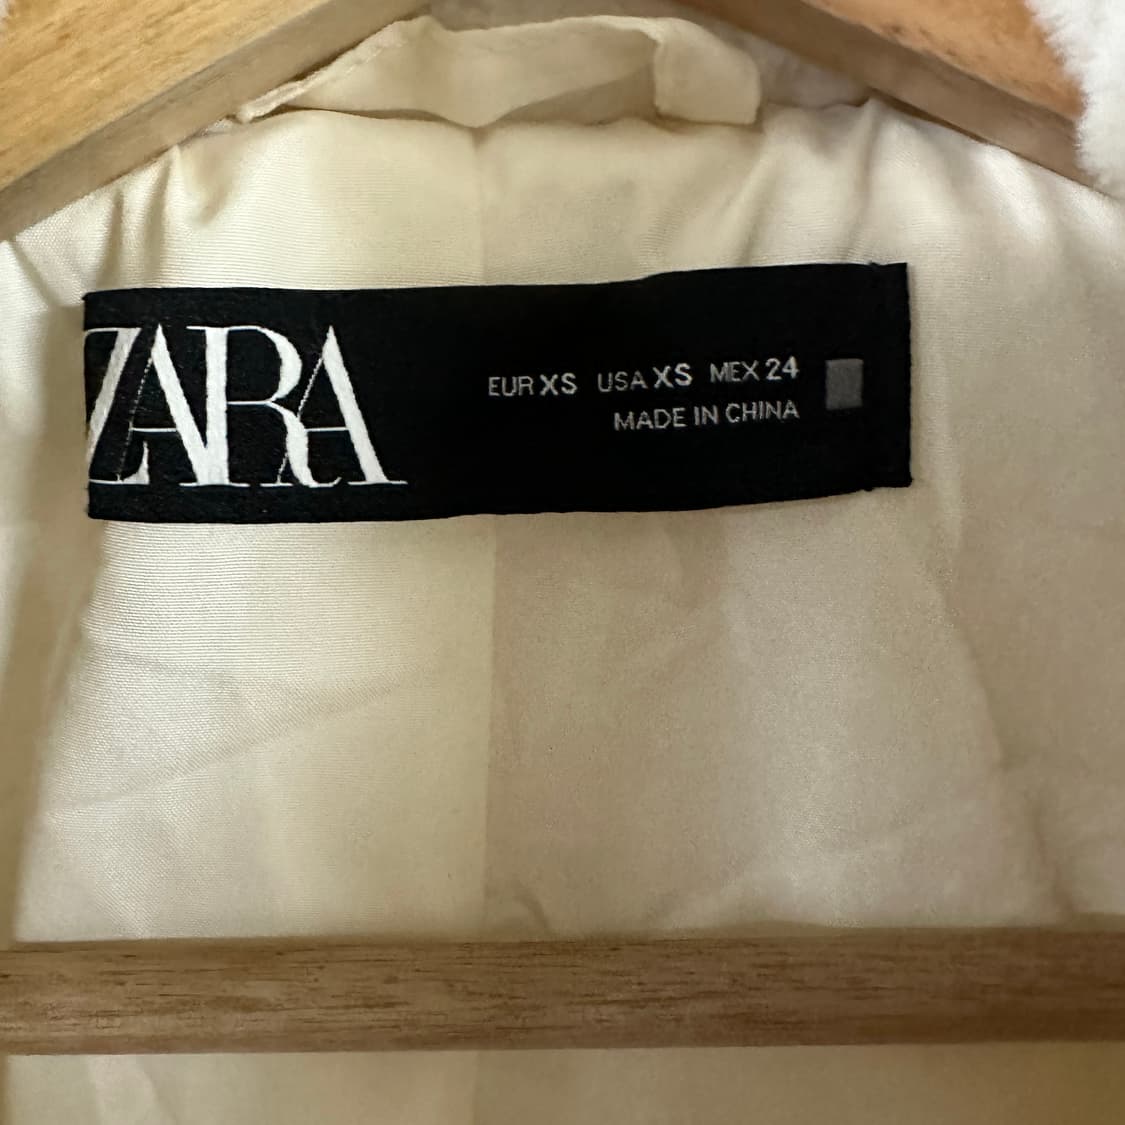 ZARA
EUR XS USA XS MEX 24
MADE IN CHINA